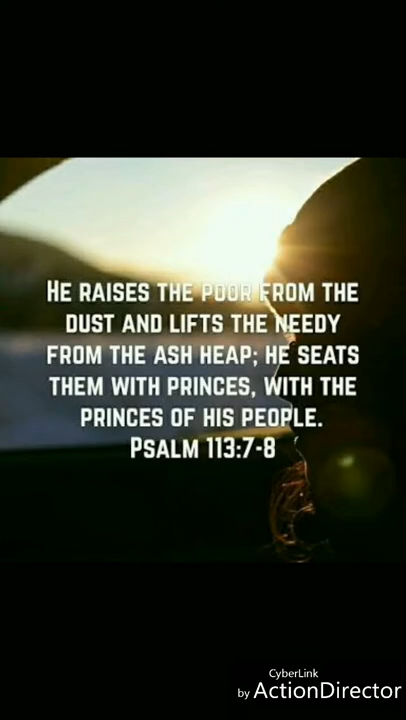 HE RAISES THE POOR FROM THE
DUST AND LIFTS THE NEEDY
FROM THE ASH HEAP; HE SEATS
THEM WITH PRINCES, WITH THE
PRINCES OF HIS PEOPLE.
PSALM 113:7-8
CyberLink
by ActionDirector